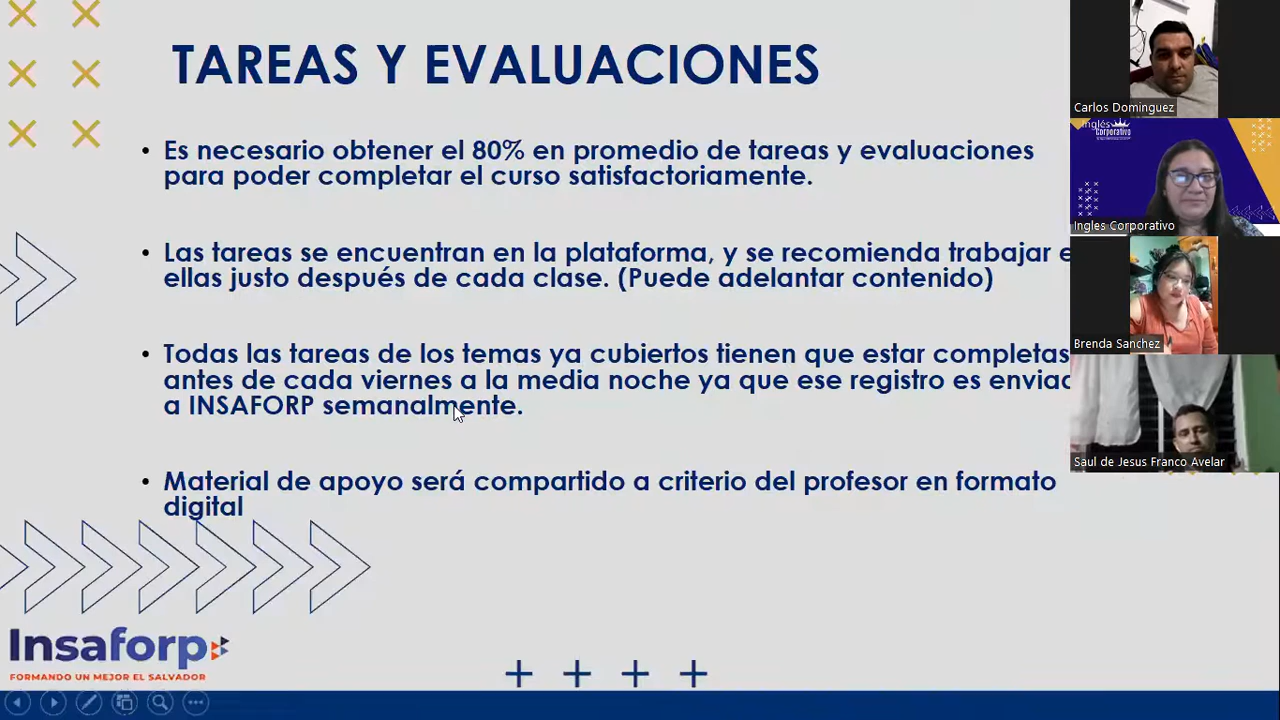 TAREAS Y EVALUACIONES
• Es necesario obtener el 80% en promedio de tareas y evaluaciones
para poder completar el curso satisfactoriamente.
• Las tareas se encuentran en la plataforma, y se recomienda trabajar e
ellas justo después de cada clase. (Puede adelantar contenido)
• Todas las tareas de los temas ya cubiertos tienen que estar completas
antes de cada viernes a la media noche ya que ese registro es enviad
a INSAFORP semanalmente.
• Material de apoyo será compartido a criterio del profesor en formato
digital
Insaforp
FORMANDO UN MEJOR EL SALVADOR
Carlos Dominguez
Inglés
Corporativo
Ingles Corporativo
Brenda Sanchez
Saul de Jesus Franco Avelar